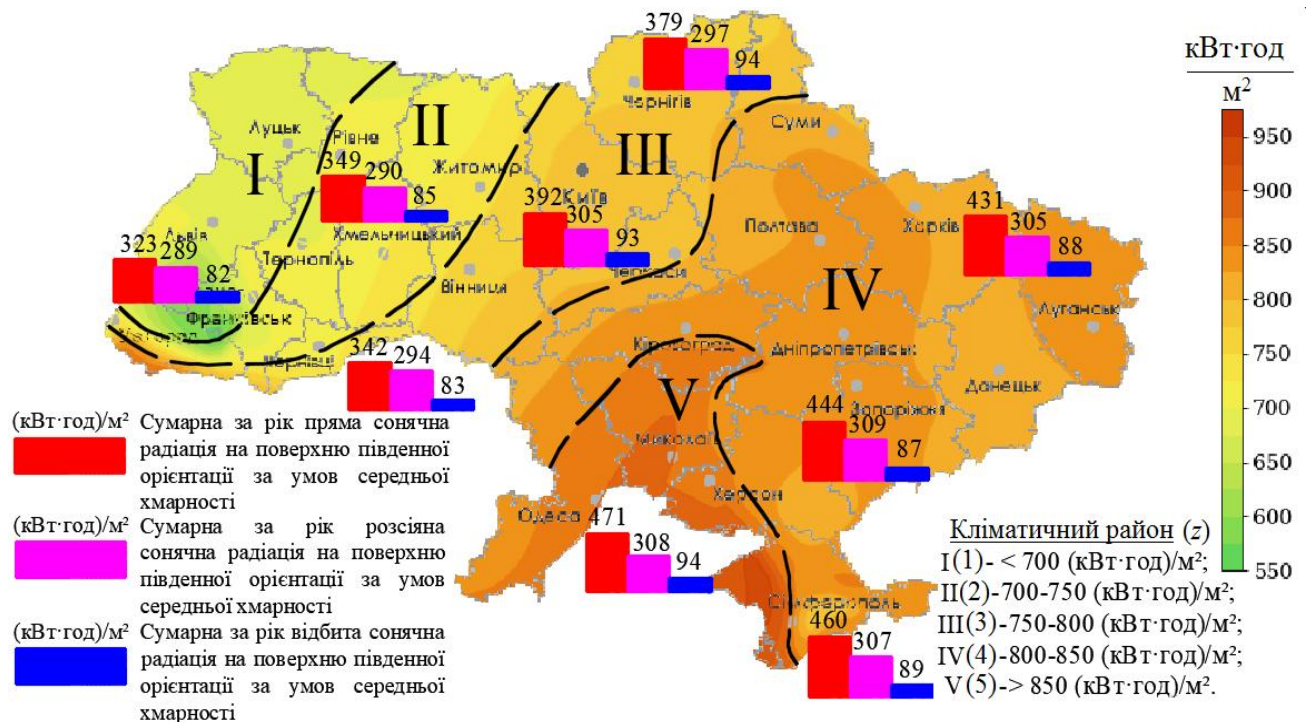 379 297
94
кВт·год
м²
950
900
850
800
750
700
650
600
550
Чернігів
Суми
Луцьк
Рівне
II
III
I
Житомир
349 290
85
Київ
392
305
93
431
305
88
Харків
Полтава
Львів
323
289
82
Хмельницький
Тернопіль
Вінниця
Черкаси
IV
Луганськ
Франківськ
Ужгород
Чернівці
Кіровоград
Дніпропетрівськ
Донецьк
342 294
83
V
444
309
87
Запоріжжя
Миколаїв
Херсон
Одеса
471
308
94
Сімферополь
460
307
89
(кВт·год)/м² Сумарна за рік пряма сонячна
радіація на поверхню південної
орієнтації за умов середньої
хмарності
(кВт·год)/м² Сумарна за рік розсіяна
сонячна радіація на поверхню
південної орієнтації за умов
середньої хмарності
(кВт·год)/м² Сумарна за рік відбита сонячна
радіація на поверхню південної
орієнтації за умов середньої
хмарності
Кліматичний район (z)
I(1)- < 700 (кВт·год)/м²;
II(2)-700-750 (кВт·год)/м²;
III(3)-750-800 (кВт·год)/м²;
IV(4)-800-850 (кВт·год)/м²;
V(5)-> 850 (кВт·год)/м².